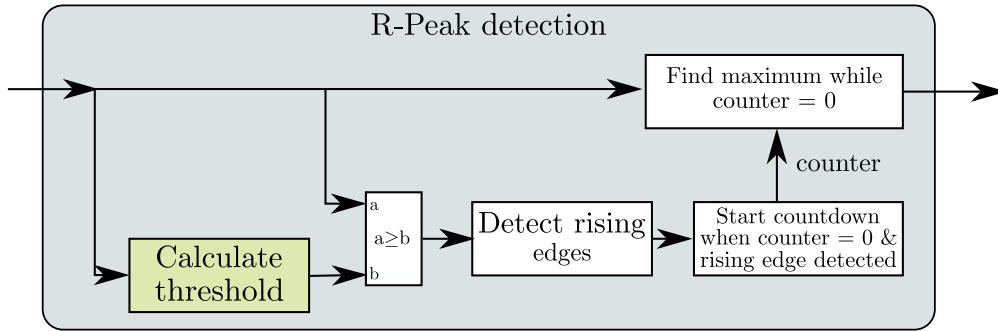 R-Peak detection
Find maximum while
counter = 0
counter
a
a≥b
b
Detect rising
edges
Start countdown
when counter = 0 &
rising edge detected
Calculate
threshold